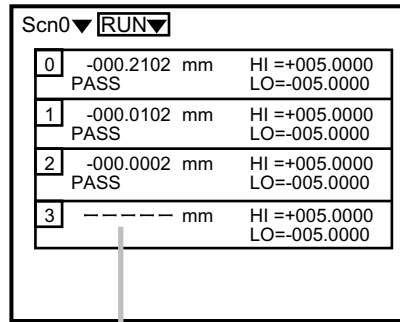 Scn0▼ RUN▼
0 -000.2102 mm HI =+005.0000
PASS LO=-005.0000
1 -000.0102 mm HI =+005.0000
PASS LO=-005.0000
2 -000.0002 mm HI =+005.0000
PASS LO=-005.0000
3 ––––– mm HI =+005.0000
LO=-005.0000